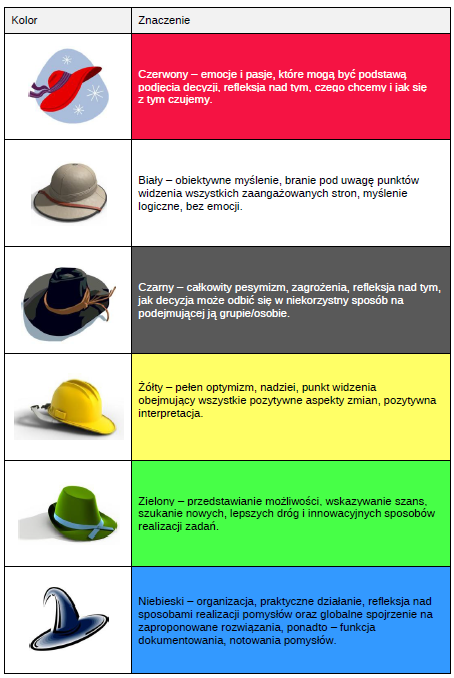 Kolor
Znaczenie
Czerwony – emocje i pasje, które mogą być podstawą
podjęcia decyzji, refleksja nad tym, czego chcemy i jak się
z tym czujemy.
Biały – obiektywne myślenie, branie pod uwagę punktów
widzenia wszystkich zaangażowanych stron, myślenie
logiczne, bez emocji.
Czarny – całkowity pesymizm, zagrożenia, refleksja nad tym,
jak decyzja może odbić się w niekorzystny sposób na
podejmującej ją grupie/osobie.
Żółty – pełen optymizm, nadziei, punkt widzenia
obejmujący wszystkie pozytywne aspekty zmian, pozytywna
interpretacja.
Zielony – przedstawianie możliwości, wskazywanie szans,
szukanie nowych, lepszych dróg i innowacyjnych sposobów
realizacji zadań.
Niebieski – organizacja, praktyczne działanie, refleksja nad
sposobami realizacji pomysłów oraz globalne spojrzenie na
zaproponowane rozwiązania, ponadto – funkcja
dokumentowania, notowania pomysłów.